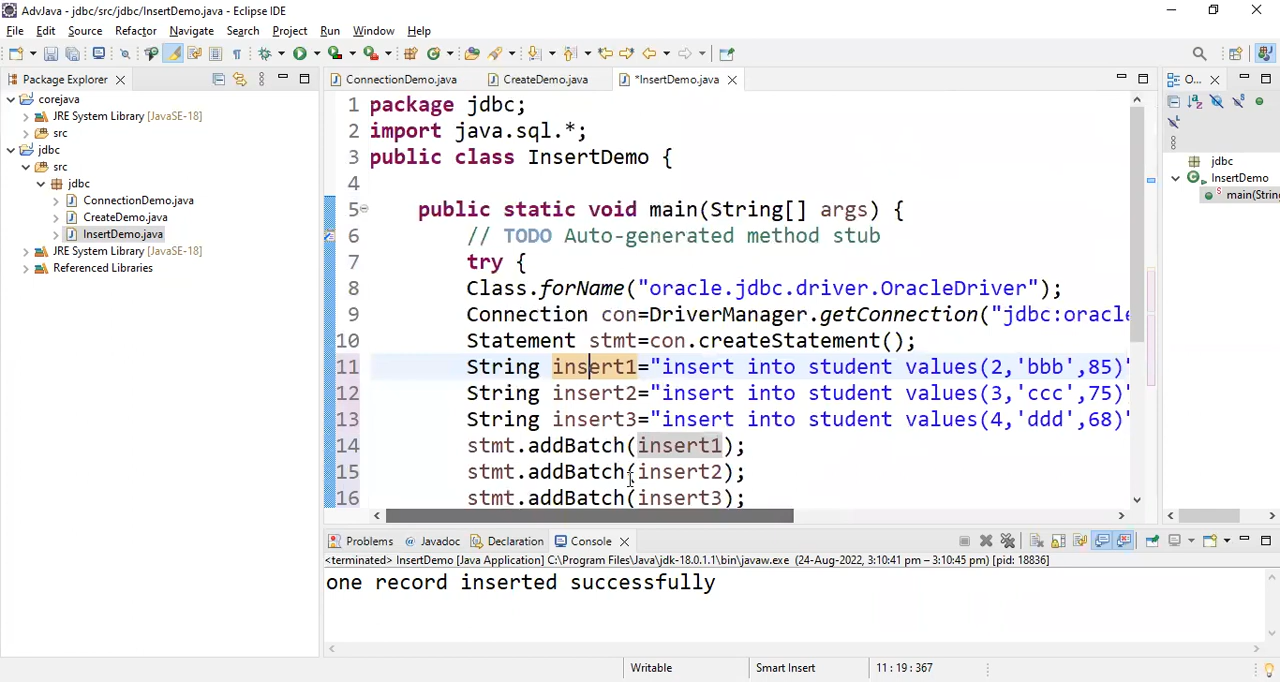 AdvJava - jdbc/src/jdbc/InsertDemo.java - Eclipse IDE
File Edit Source Refactor Navigate Search Project Run Window Help
Package Explorer
corejava
JRE System Library [JavaSE-18]
src
jdbc
src
jdbc
ConnectionDemo.java
CreateDemo.java
InsertDemo.java
JRE System Library [JavaSE-18]
Referenced Libraries
ConnectionDemo.java CreateDemo.java *InsertDemo.java
1 package jdbc;
2 import java.sql.*;
3 public class InsertDemo {
4
5 public static void main(String[] args) {
6 // TODO Auto-generated method stub
7 try {
8 Class.forName("oracle.jdbc.driver.OracleDriver");
9 Connection con=DriverManager.getConnection("jdbc:oracle
10 Statement stmt=con.createStatement();
11 String insert1="insert into student values(2,'bbb',85)"
12 String insert2="insert into student values(3,'ccc',75)"
13 String insert3="insert into student values(4,'ddd',68)"
14 stmt.addBatch(insert1);
15 stmt.addBatch(insert2);
16 stmt.addBatch(insert3);
O...
jdbc
InsertDemo
main(String
Problems Javadoc Declaration Console
<terminated> InsertDemo [Java Application] C:\Program Files\Java\jdk-18.0.1.1\bin\javaw.exe (24-Aug-2022, 3:10:41 pm – 3:10:45 pm) [pid: 18836]
one record inserted successfully
Writable Smart Insert 11 : 19 : 367